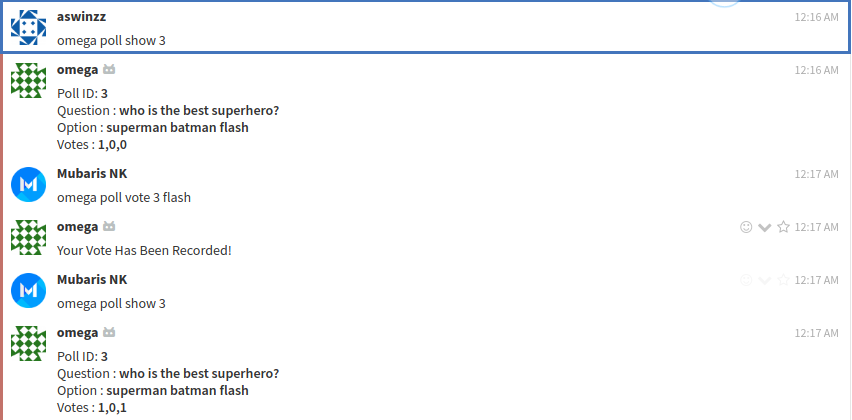 aswinzz 12:16 AM
omega poll show 3
omega 12:16 AM
Poll ID: 3
Question : who is the best superhero?
Option : superman batman flash
Votes : 1,0,0
Mubaris NK 12:17 AM
omega poll vote 3 flash
omega 12:17 AM
Your Vote Has Been Recorded!
Mubaris NK 12:17 AM
omega poll show 3
omega 12:17 AM
Poll ID: 3
Question : who is the best superhero?
Option : superman batman flash
Votes : 1,0,1